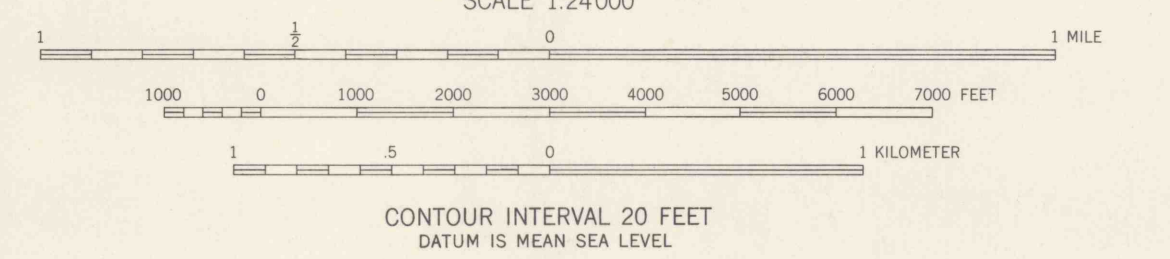 SCALE 1:24000
1 ½ 0 1 MILE
1000 0 1000 2000 3000 4000 5000 6000 7000 FEET
1 .5 0 1 KILOMETER
CONTOUR INTERVAL 20 FEET
DATUM IS MEAN SEA LEVEL